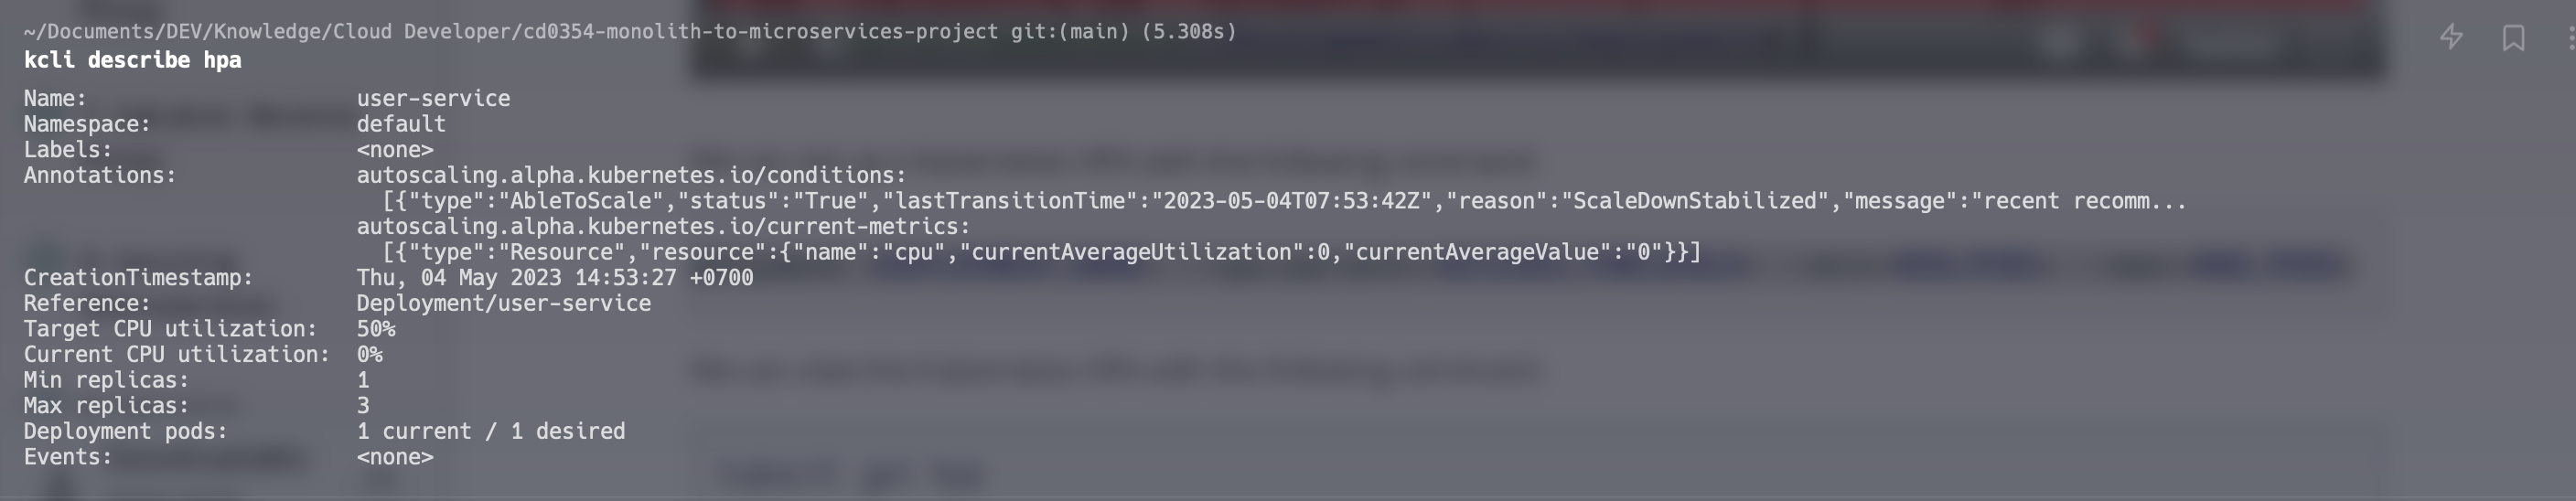 ~/Documents/DEV/Knowledge/Cloud Developer/cd0354-monolith-to-microservices-project git:(main) (5.308s)
kcli describe hpa
Name: user-service
Namespace: default
Labels: <none>
Annotations: autoscaling.alpha.kubernetes.io/conditions:
[{"type":"AbleToScale","status":"True","lastTransitionTime":"2023-05-04T07:53:42Z","reason":"ScaleDownStabilized","message":"recent recomm...
autoscaling.alpha.kubernetes.io/current-metrics:
[{"type":"Resource","resource":{"name":"cpu","currentAverageUtilization":0,"currentAverageValue":"0"}}]
CreationTimestamp: Thu, 04 May 2023 14:53:27 +0700
Reference: Deployment/user-service
Target CPU utilization: 50%
Current CPU utilization: 0%
Min replicas: 1
Max replicas: 3
Deployment pods: 1 current / 1 desired
Events: <none>